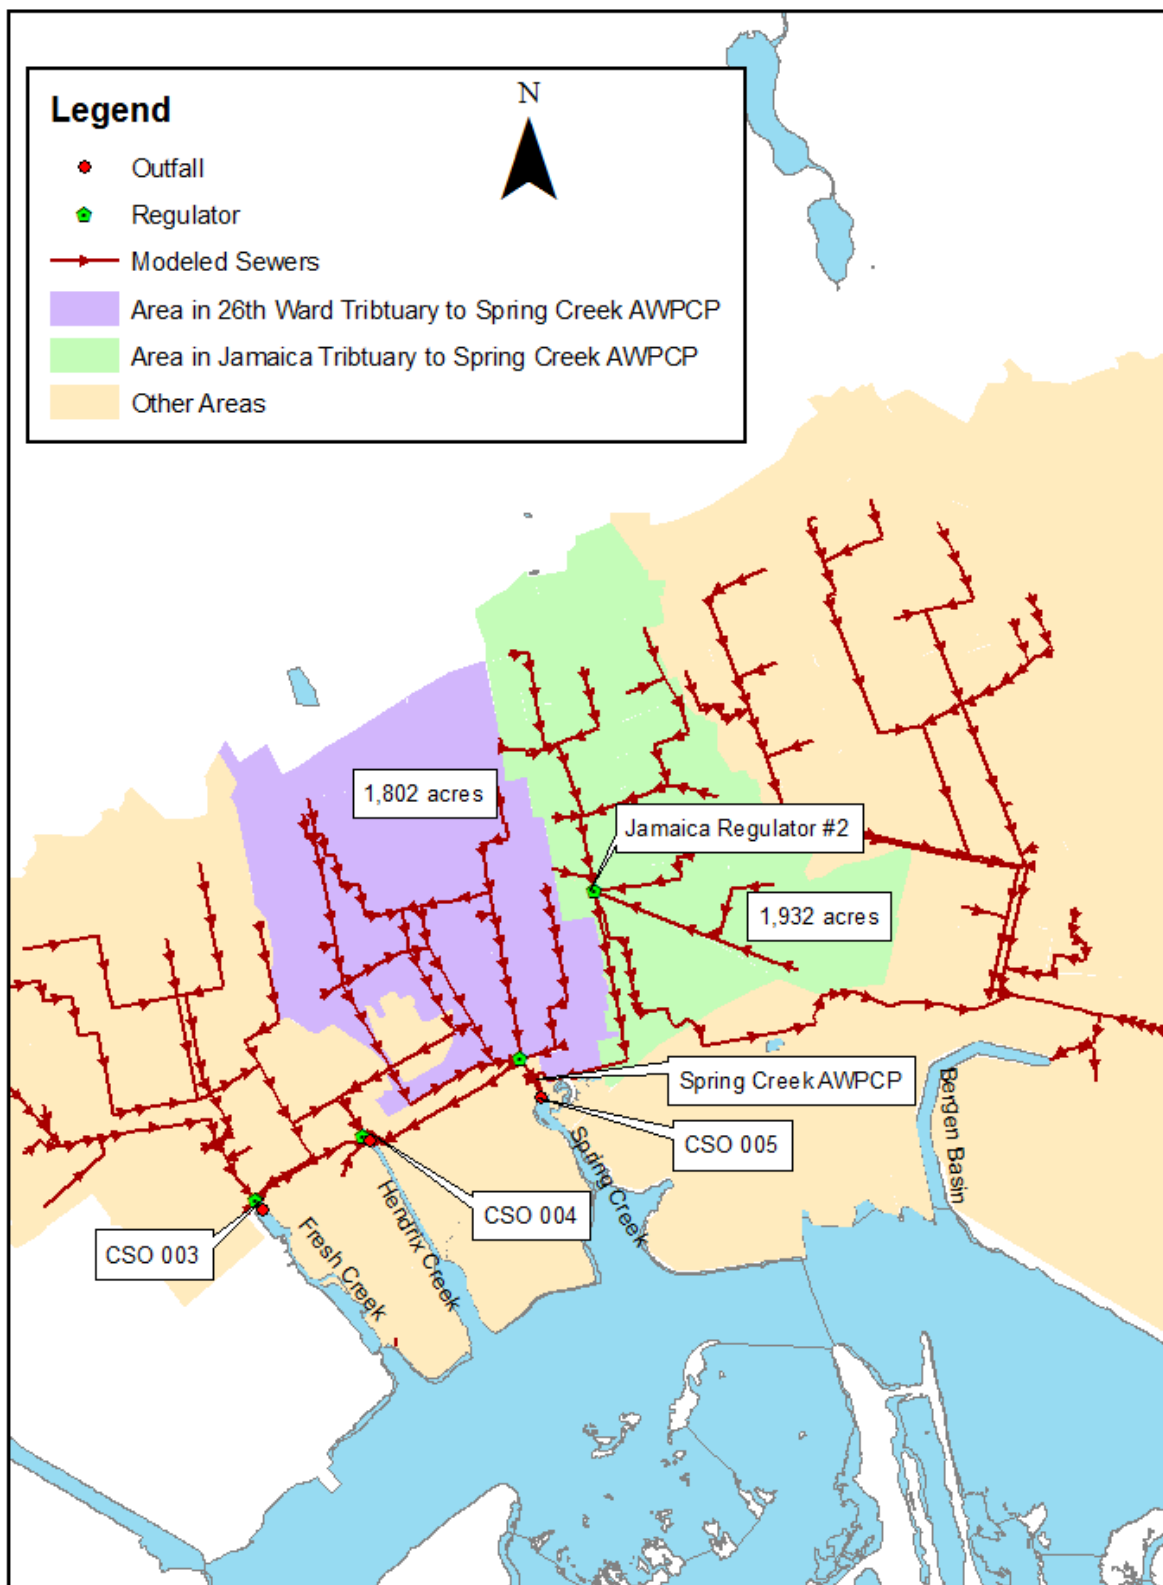 Legend
N
Outfall
Regulator
Modeled Sewers
Area in 26th Ward Tribtuary to Spring Creek AWPCP
Area in Jamaica Tribtuary to Spring Creek AWPCP
Other Areas
1,802 acres
Jamaica Regulator #2
1,932 acres
Spring Creek AWPCP
CSO 005
Bergen Basin
Spring Creek
CSO 004
Hendrix Creek
CSO 003
Fresh Creek